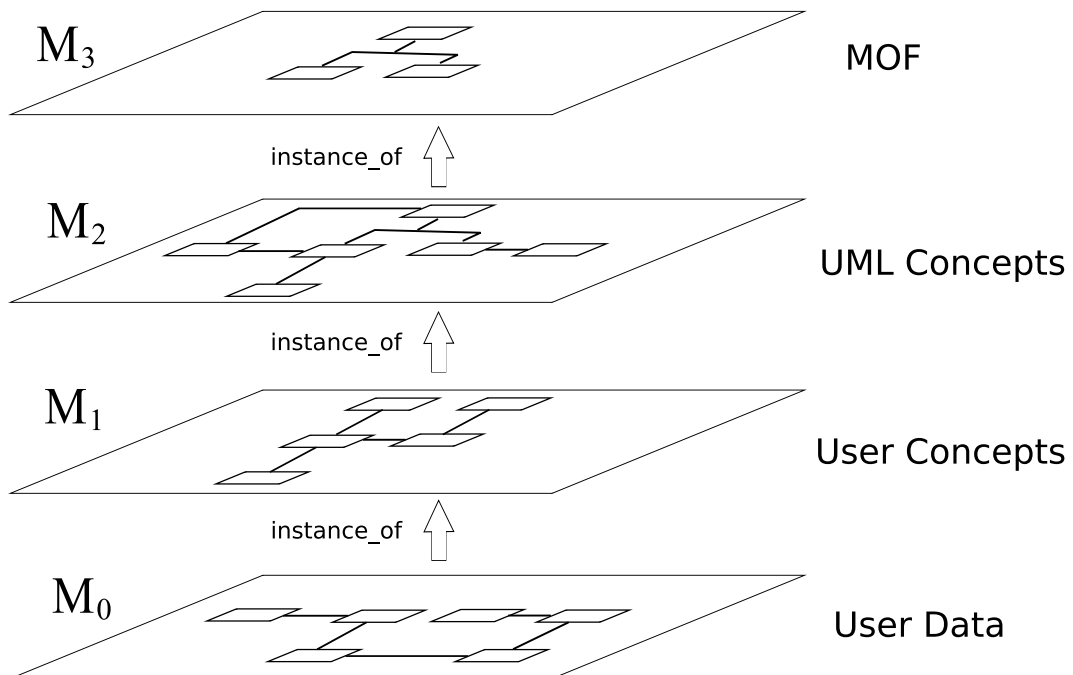 M₃
MOF
instance_of
M₂
UML Concepts
instance_of
M₁
User Concepts
instance_of
M₀
User Data